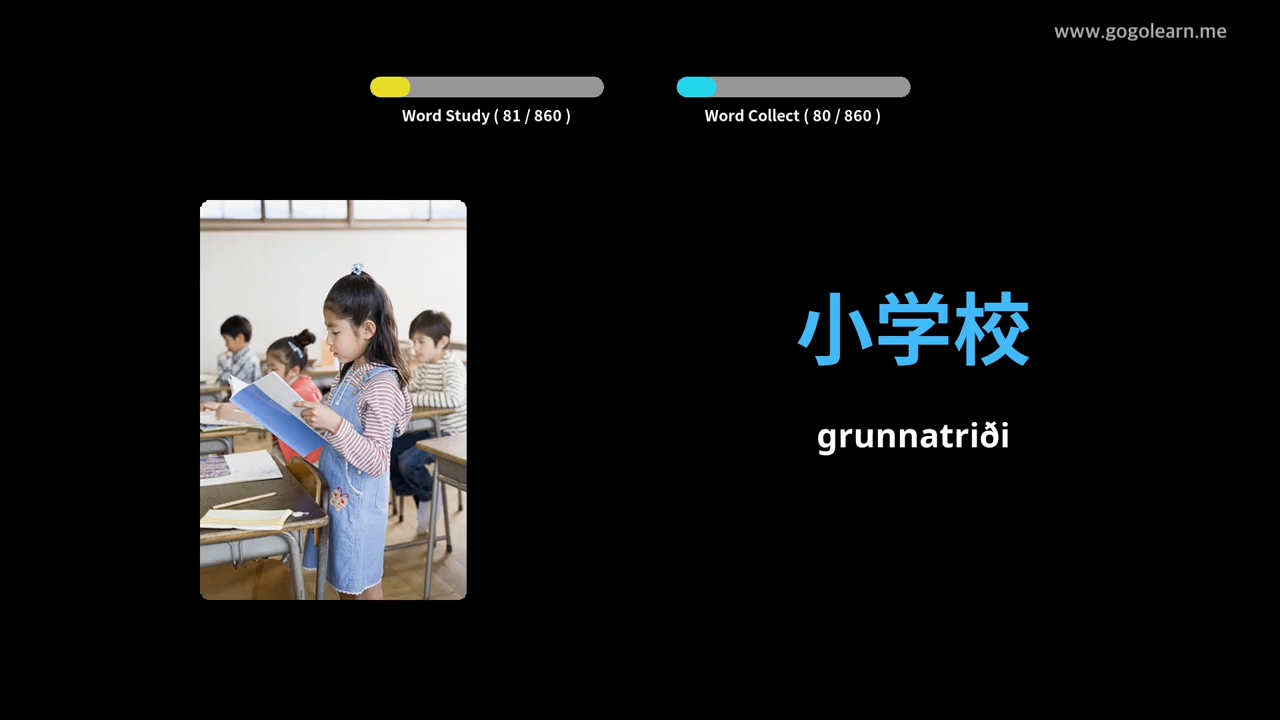 www.gogolearn.me
Word Study ( 81 / 860 )
Word Collect ( 80 / 860 )
小学校
grunnatriði